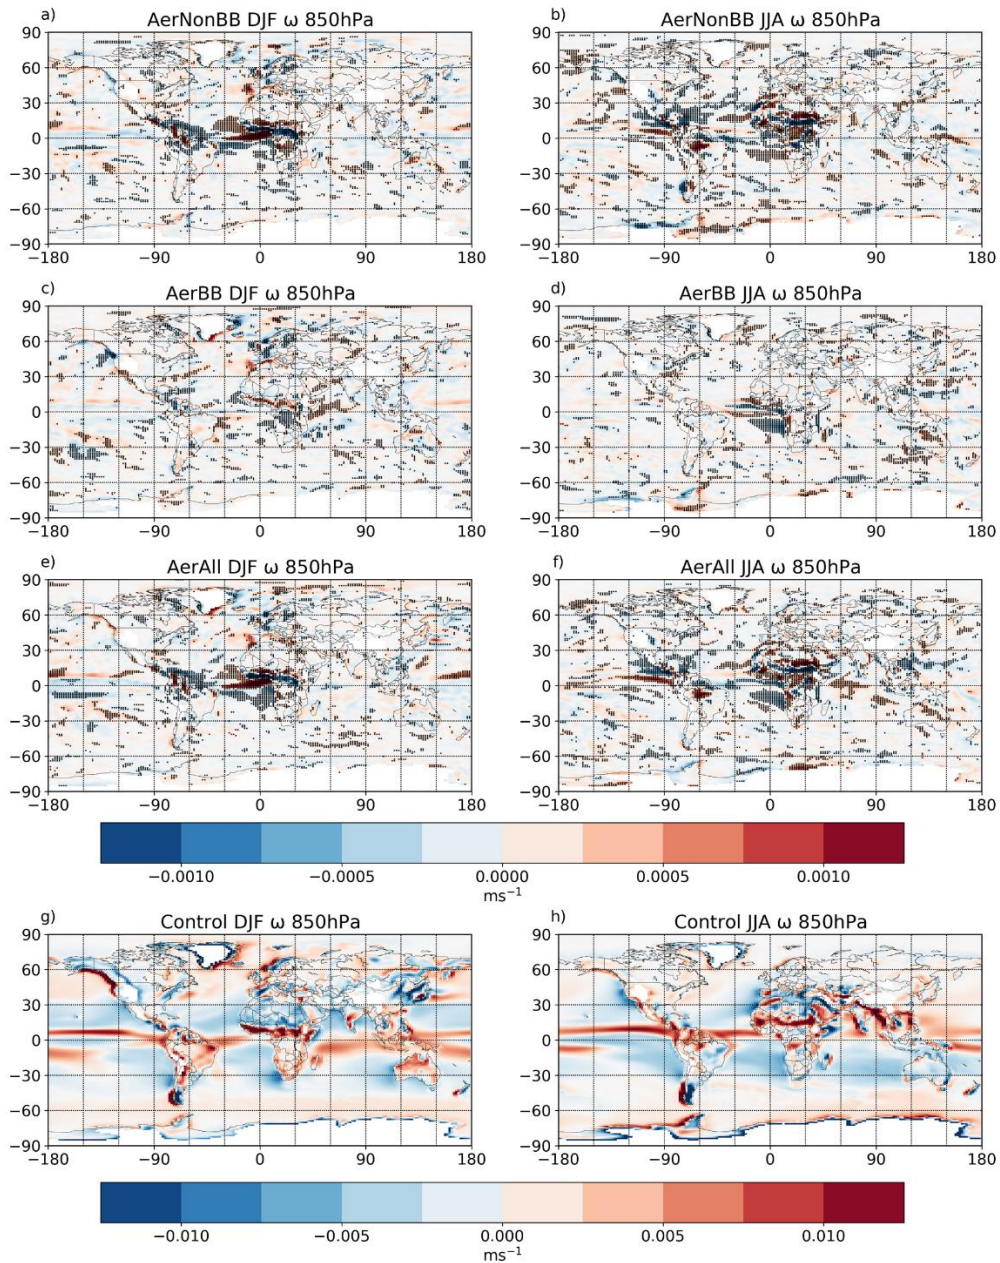 a) AerNonBB DJF ω 850hPa
b) AerNonBB JJA ω 850hPa
90
60
30
0
−30
−60
−90
−180 −90 0 90 180
90
60
30
0
−30
−60
−90
−180 −90 0 90 180
c) AerBB DJF ω 850hPa
d) AerBB JJA ω 850hPa
90
60
30
0
−30
−60
−90
−180 −90 0 90 180
90
60
30
0
−30
−60
−90
−180 −90 0 90 180
e) AerAll DJF ω 850hPa
f) AerAll JJA ω 850hPa
90
60
30
0
−30
−60
−90
−180 −90 0 90 180
90
60
30
0
−30
−60
−90
−180 −90 0 90 180
−0.0010 −0.0005 0.0000 0.0005 0.0010
ms⁻¹
g) Control DJF ω 850hPa
h) Control JJA ω 850hPa
90
60
30
0
−30
−60
−90
−180 −90 0 90 180
90
60
30
0
−30
−60
−90
−180 −90 0 90 180
−0.010 −0.005 0.000 0.005 0.010
ms⁻¹